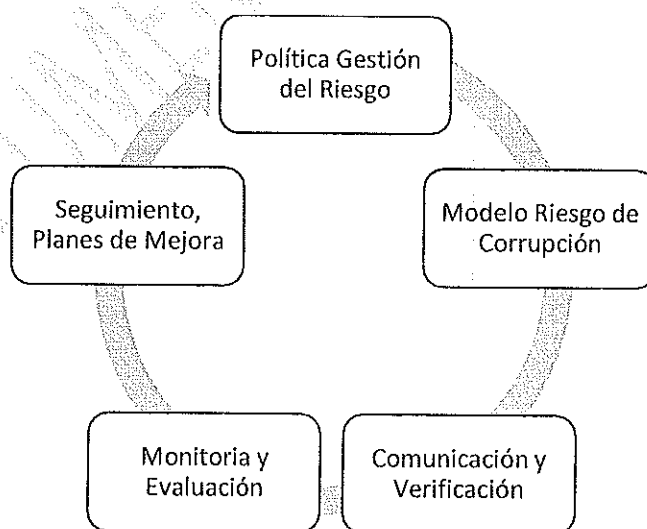 Política Gestión
del Riesgo
Modelo Riesgo de
Corrupción
Comunicación y
Verificación
Monitoria y
Evaluación
Seguimiento,
Planes de Mejora